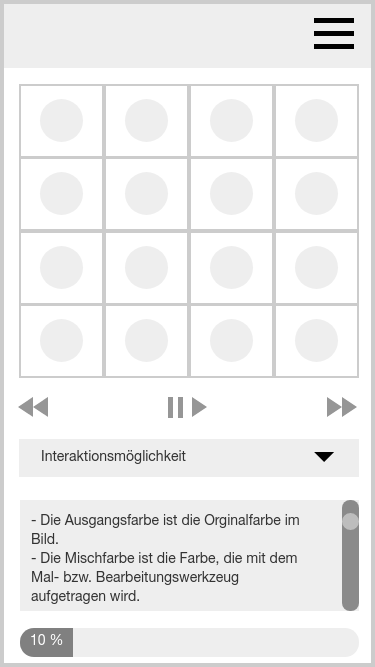 Interaktionsmöglichkeit
- Die Ausgangsfarbe ist die Orginalfarbe im
Bild.
- Die Mischfarbe ist die Farbe, die mit dem
Mal- bzw. Bearbeitungswerkzeug
aufgetragen wird.
10 %